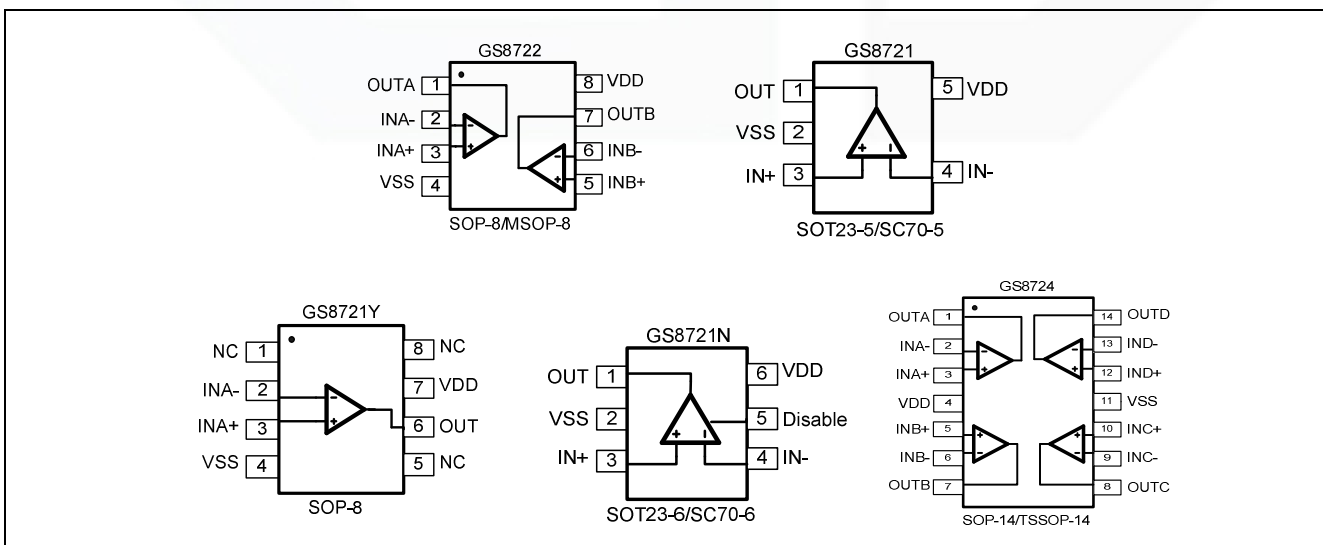 GS8722
OUTA 1
INA- 2
INA+ 3
VSS 4
8 VDD
7 OUTB
6 INB-
5 INB+
- +
- +
SOP-8/MSOP-8
GS8721
OUT 1
VSS 2
IN+ 3
5 VDD
4 IN-
+ -
SOT23-5/SC70-5
GS8721Y
NC 1
INA- 2
INA+ 3
VSS 4
8 NC
7 VDD
6 OUT
5 NC
- +
SOP-8
GS8721N
OUT 1
VSS 2
IN+ 3
6 VDD
5 Disable
4 IN-
+ -
SOT23-6/SC70-6
GS8724
OUTA 1
INA- 2
INA+ 3
VDD 4
INB+ 5
INB- 6
OUTB 7
14 OUTD
13 IND-
12 IND+
11 VSS
10 INC+
9 INC-
8 OUTC
- +
- +
+ -
+ -
SOP-14/TSSOP-14